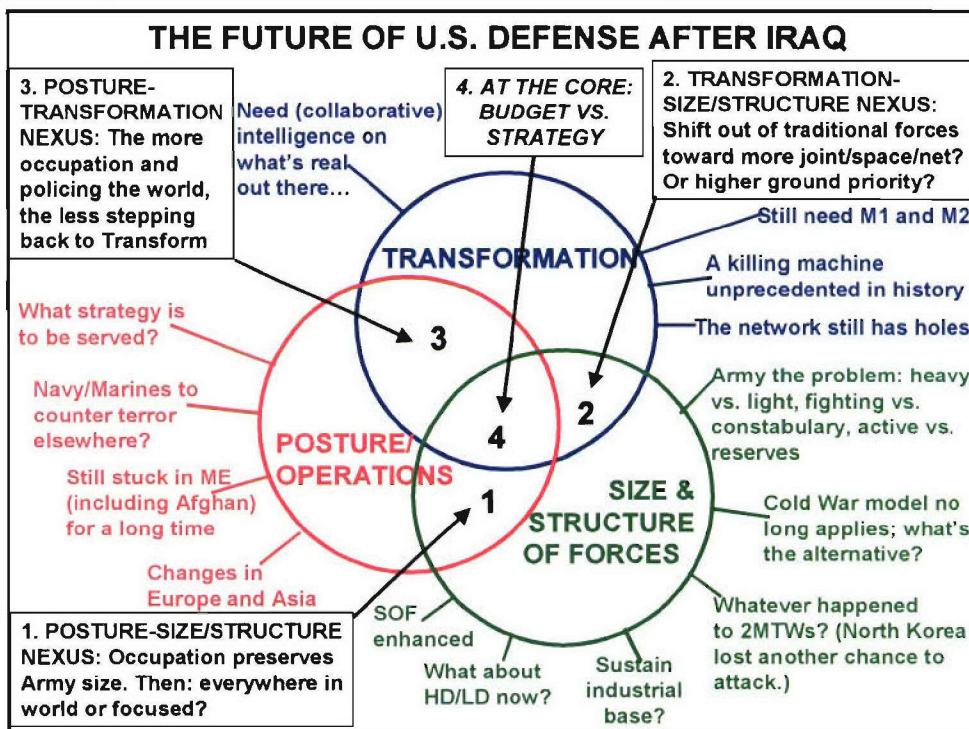 THE FUTURE OF U.S. DEFENSE AFTER IRAQ
3. POSTURE-
TRANSFORMATION
NEXUS: The more
occupation and
policing the world,
the less stepping
back to Transform
Need (collaborative)
intelligence on
what's real
out there...
4. AT THE CORE:
BUDGET VS.
STRATEGY
2. TRANSFORMATION-
SIZE/STRUCTURE NEXUS:
Shift out of traditional forces
toward more joint/space/net?
Or higher ground priority?
TRANSFORMATION
Still need M1 and M2
A killing machine
unprecedented in history
The network still has holes
What strategy is
to be served?
Navy/Marines to
counter terror
elsewhere?
Still stuck in ME
(including Afghan)
for a long time
Changes in
Europe and Asia
3
2
4
1
POSTURE/
OPERATIONS
SIZE &
STRUCTURE
OF FORCES
Army the problem: heavy
vs. light, fighting vs.
constabulary, active vs.
reserves
Cold War model no
long applies; what's
the alternative?
Whatever happened
to 2MTWs? (North Korea
lost another chance to
attack.)
SOF
enhanced
What about
HD/LD now?
Sustain
industrial
base?
1. POSTURE-SIZE/STRUCTURE
NEXUS: Occupation preserves
Army size. Then: everywhere in
world or focused?